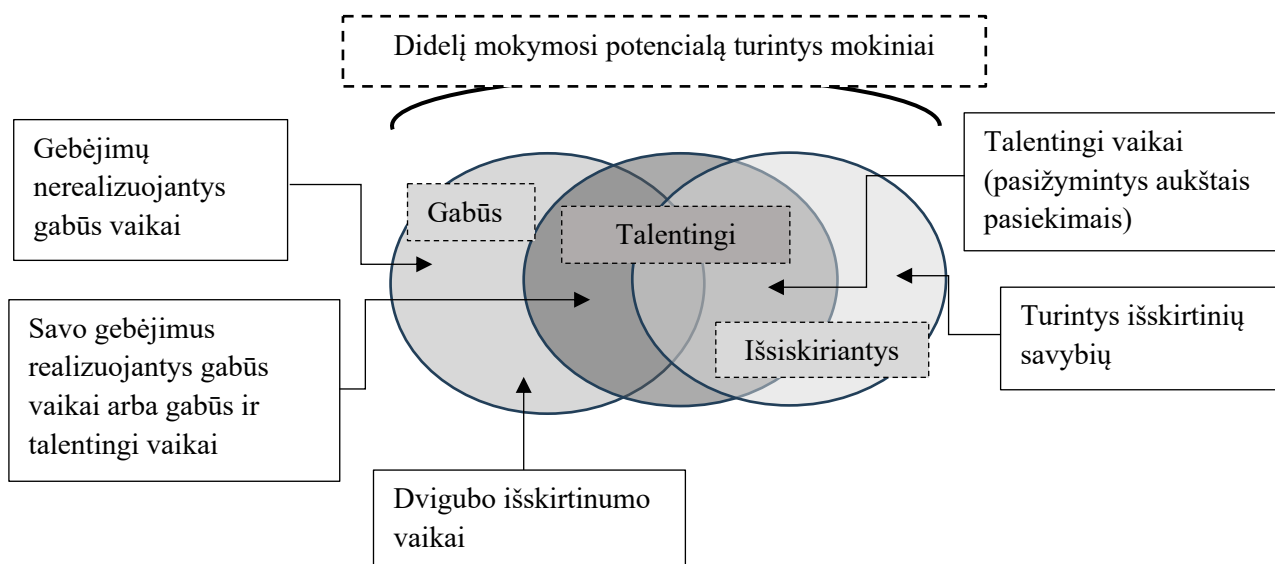 Didelį mokymosi potencialą turintys mokiniai
Gebėjimų
nerealizuojantys
gabūs vaikai
Talentingi vaikai
(pasižymintys aukštais
pasiekimais)
Gabūs
Talentingi
Išsiskiriantys
Savo gebėjimus
realizuojantys gabūs
vaikai arba gabūs ir
talentingi vaikai
Turintys išskirtinių
savybių
Dvigubo išskirtinumo
vaikai